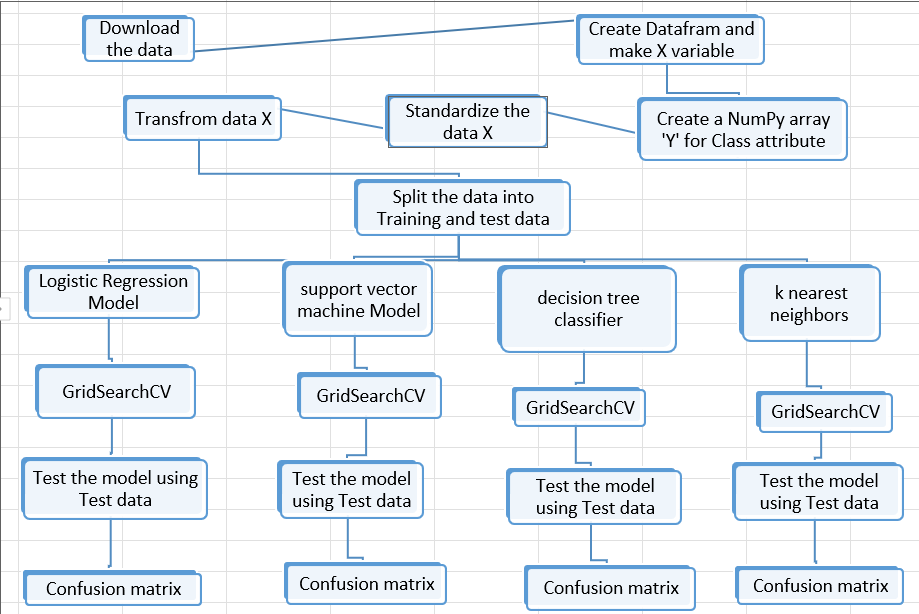 Download
the data
Create Datafram and
make X variable
Transfrom data X
Standardize the
data X
Create a NumPy array
'Y' for Class attribute
Split the data into
Training and test data
Logistic Regression
Model
support vector
machine Model
decision tree
classifier
k nearest
neighbors
GridSearchCV
GridSearchCV
GridSearchCV
GridSearchCV
Test the model using
Test data
Test the model
using Test data
Test the model
using Test data
Test the model
using Test data
Confusion matrix
Confusion matrix
Confusion matrix
Confusion matrix